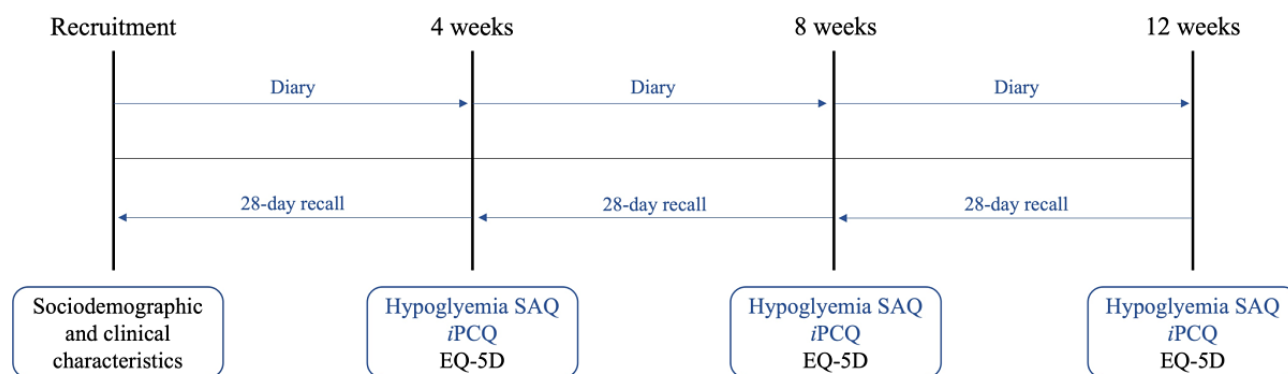 Recruitment
4 weeks
8 weeks
12 weeks
Diary
Diary
Diary
28-day recall
28-day recall
28-day recall
Sociodemographic
and clinical
characteristics
Hypoglyemia SAQ
iPCQ
EQ-5D
Hypoglyemia SAQ
iPCQ
EQ-5D
Hypoglyemia SAQ
iPCQ
EQ-5D